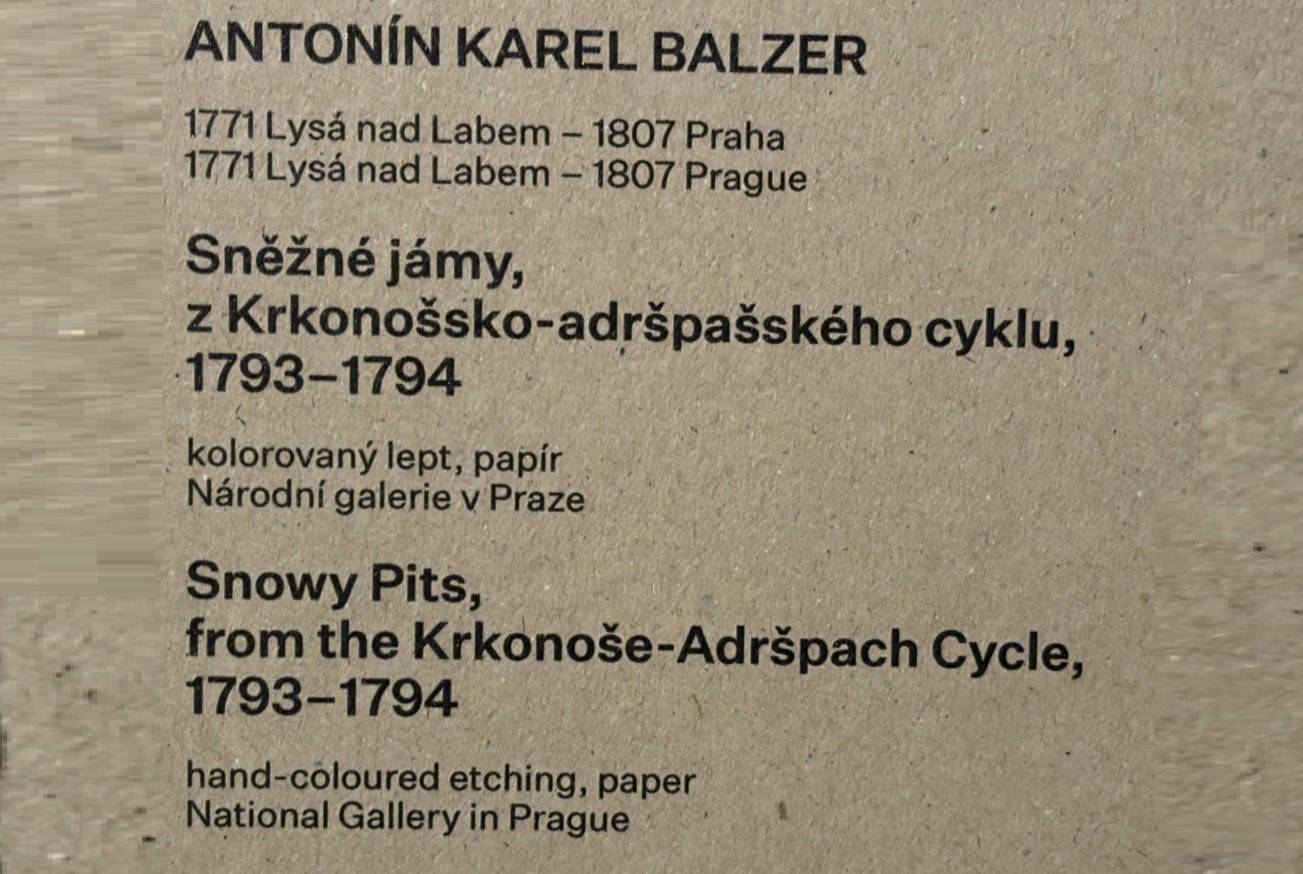 ANTONÍN KAREL BALZER
1771 Lysá nad Labem – 1807 Praha
1771 Lysá nad Labem – 1807 Prague
Sněžné jámy,
z Krkonošsko-adršpašského cyklu,
1793–1794
kolorovaný lept, papír
Národní galerie v Praze
Snowy Pits,
from the Krkonoše-Adršpach Cycle,
1793–1794
hand-coloured etching, paper
National Gallery in Prague